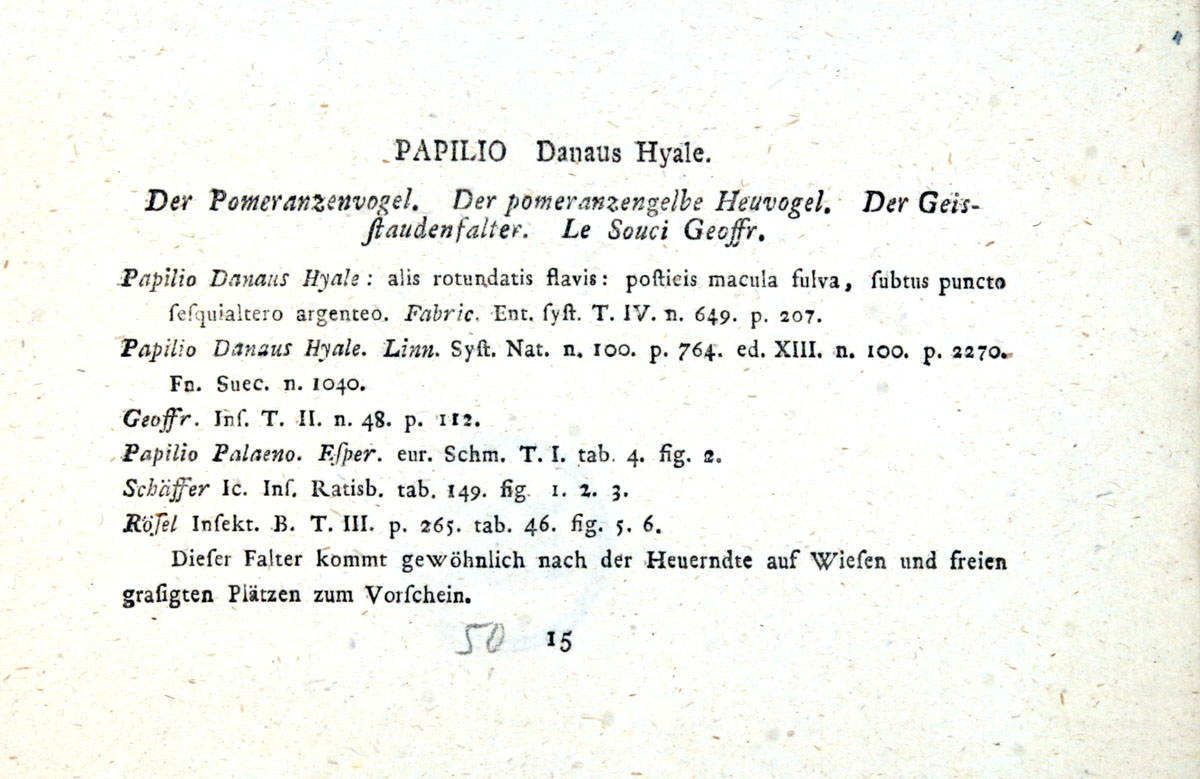 PAPILIO Danaus Hyale.
Der Pomeranzenvogel. Der pomeranzengelbe Heuvogel. Der Geis-
ſtaudenfalter. Le Souci Geoffr.
Papilio Danaus Hyale: alis rotundatis flavis: poſticis macula fulva, ſubtus puncto
ſeſquialtero argenteo. Fabric. Ent. ſyſt. T. IV. n. 649. p. 207.
Papilio Danaus Hyale. Linn. Syſt. Nat. n. 100. p. 764. ed. XIII. n. 100. p. 2270.
Fn. Suec. n. 1040.
Geoffr. Inſ. T. II. n. 48. p. 112.
Papilio Palaeno. Eſper. eur. Schm. T. I. tab. 4. fig. 2.
Schäffer Ic. Inſ. Ratisb. tab. 149. fig. 1. 2. 3.
Röſel Inſekt. B. T. III. p. 265. tab. 46. fig. 5. 6.
Dieſer Falter kommt gewöhnlich nach der Heuerndte auf Wieſen und freien
graſigten Plätzen zum Vorſchein.
50 15